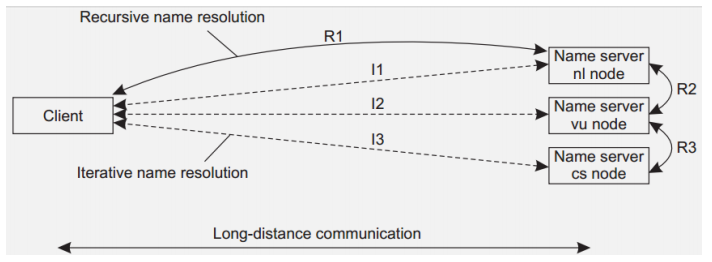 Recursive name resolution
R1
Name server
nl node
I1
R2
I2
Client
Name server
vu node
I3
R3
Name server
cs node
Iterative name resolution
Long-distance communication